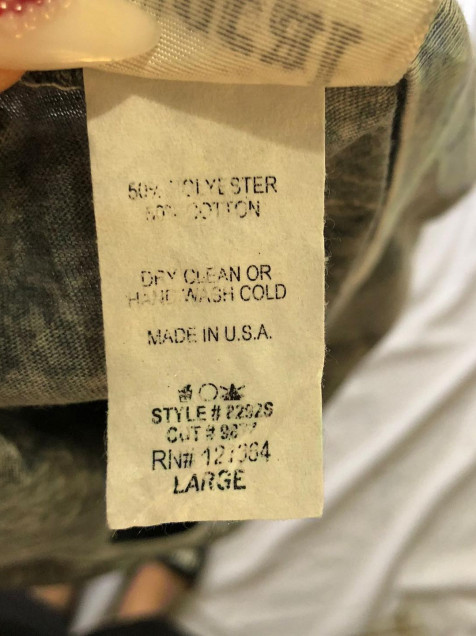 50% POLYESTER
50% COTTON
DRY CLEAN OR
HAND WASH COLD
MADE IN U.S.A.
STYLE #
CUT #
RN#
LARGE